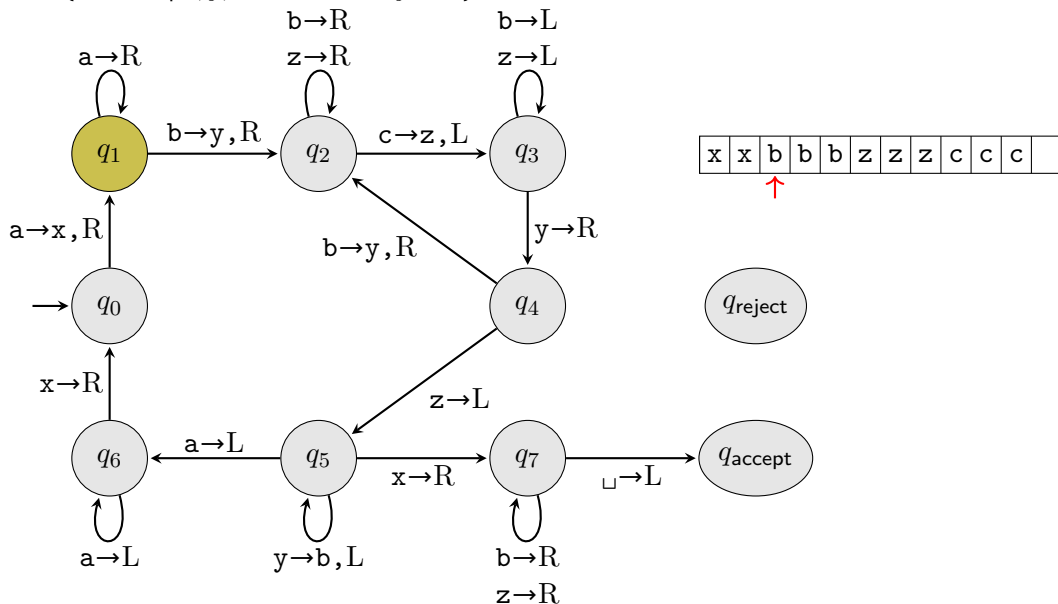 b→R
b→L
a→R
z→R
z→L
q1
b→y,R
q2
c→z,L
q3
x x b b b z z z c c c
↑
a→x,R
b→y,R
y→R
q0
q4
qreject
x→R
z→L
q6
a→L
q5
x→R
q7
␣→L
qaccept
a→L
y→b,L
b→R
z→R